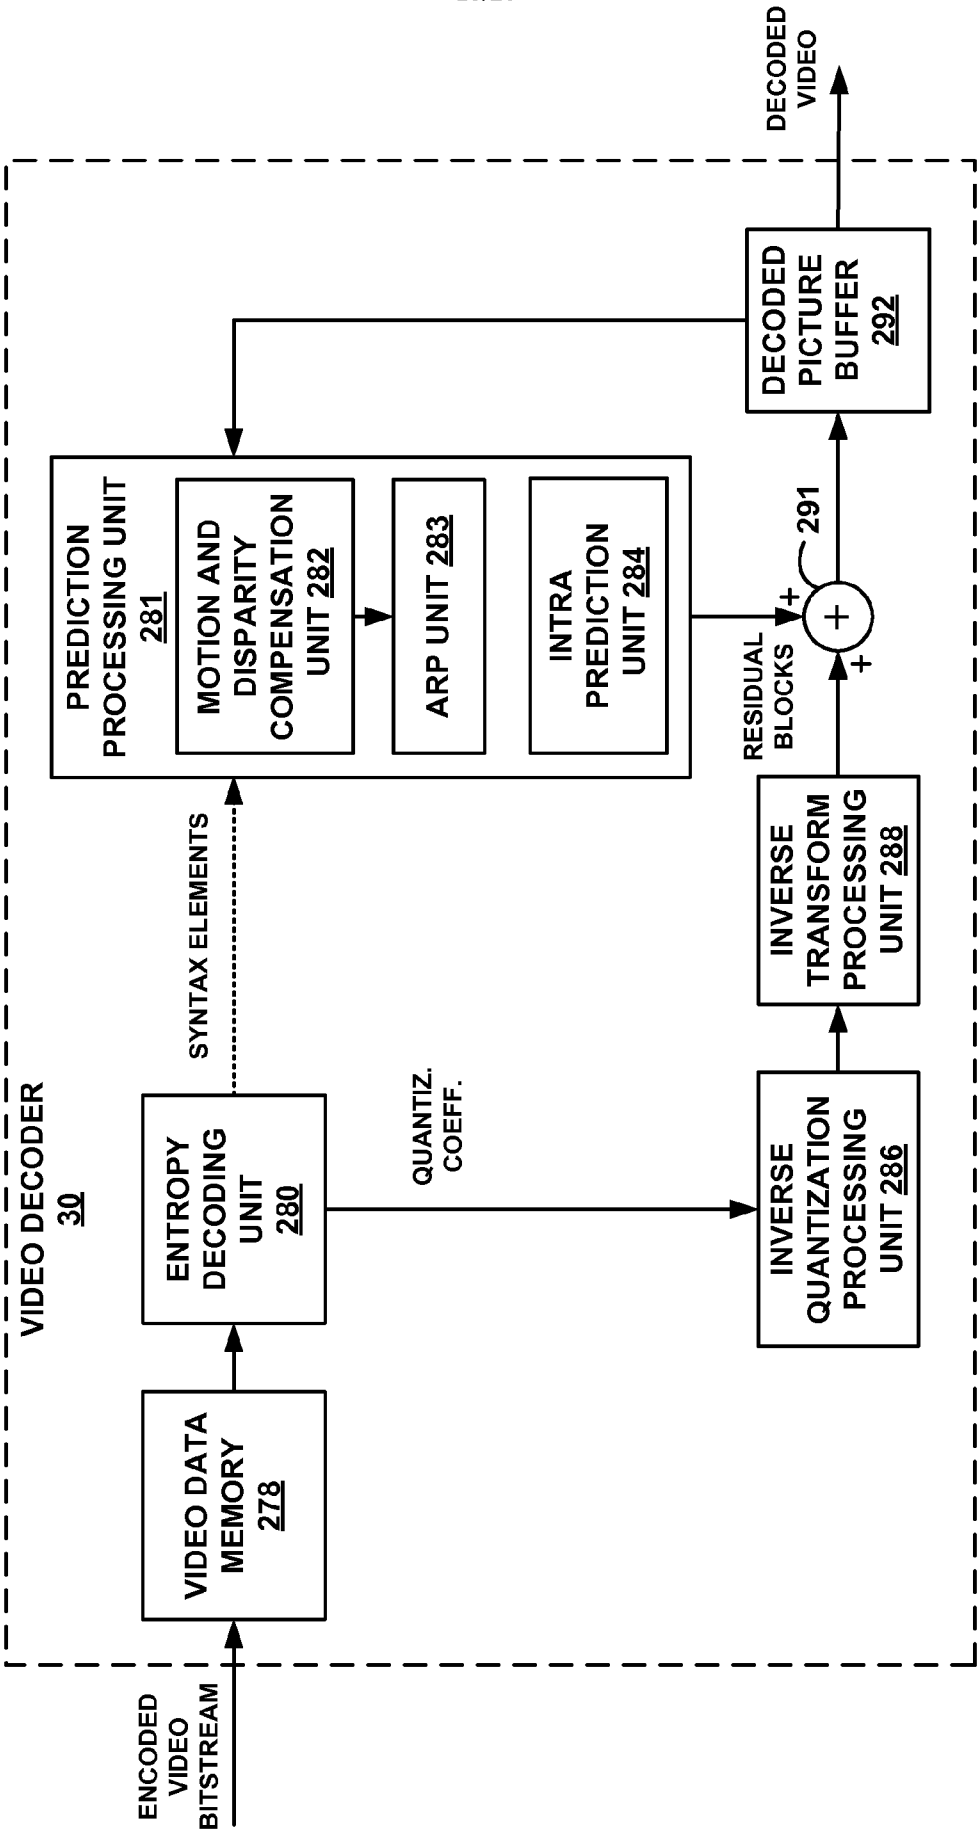 VIDEO DECODER
30
ENCODED
VIDEO
BITSTREAM
VIDEO DATA
MEMORY
278
ENTROPY
DECODING
UNIT
280
SYNTAX ELEMENTS
QUANTIZ.
COEFF.
PREDICTION
PROCESSING UNIT
281
MOTION AND
DISPARITY
COMPENSATION
UNIT 282
ARP UNIT 283
INTRA
PREDICTION
UNIT 284
INVERSE
QUANTIZATION
PROCESSING
UNIT 286
INVERSE
TRANSFORM
PROCESSING
UNIT 288
RESIDUAL
BLOCKS
+
+
+
291
DECODED
PICTURE
BUFFER
292
DECODED
VIDEO